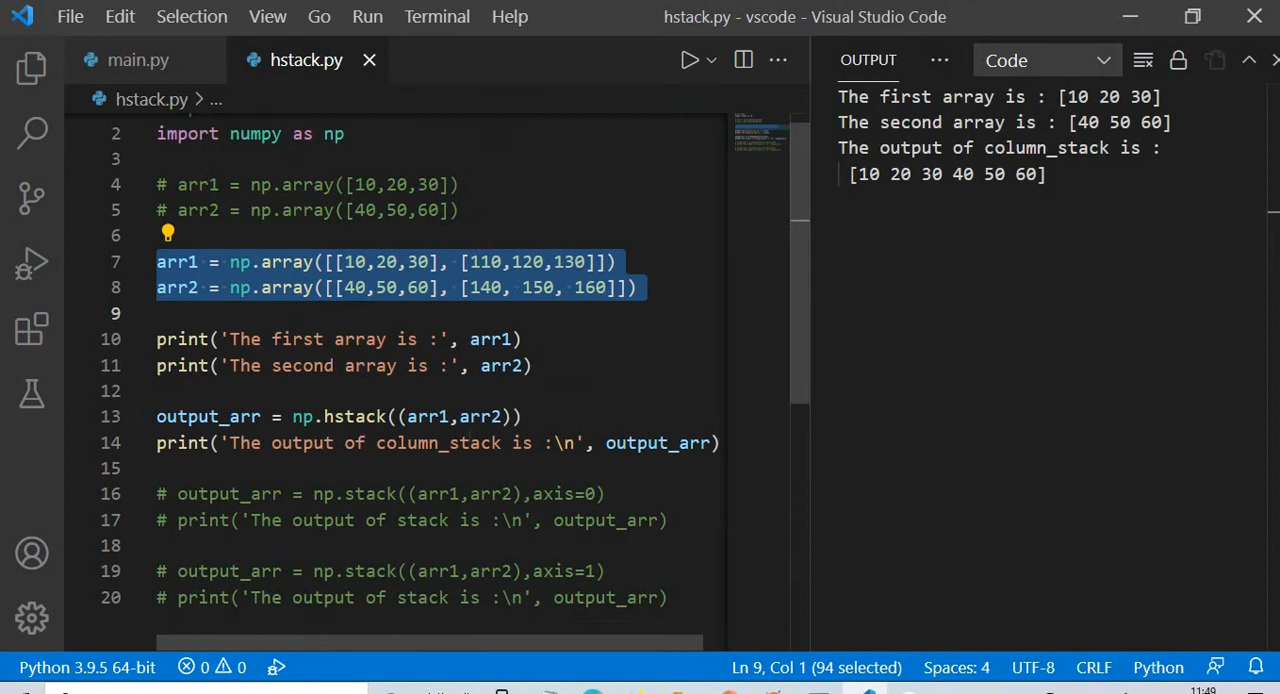 File Edit Selection View Go Run Terminal Help
hstack.py - vscode - Visual Studio Code
main.py
hstack.py
hstack.py > ...
2 import numpy as np
3
4 # arr1 = np.array([10,20,30])
5 # arr2 = np.array([40,50,60])
6
7 arr1 = np.array([[10,20,30], [110,120,130]])
8 arr2 = np.array([[40,50,60], [140, 150, 160]])
9
10 print('The first array is :', arr1)
11 print('The second array is :', arr2)
12
13 output_arr = np.hstack((arr1,arr2))
14 print('The output of column_stack is :\n', output_arr)
15
16 # output_arr = np.stack((arr1,arr2),axis=0)
17 # print('The output of stack is :\n', output_arr)
18
19 # output_arr = np.stack((arr1,arr2),axis=1)
20 # print('The output of stack is :\n', output_arr)
OUTPUT ... Code
The first array is : [10 20 30]
The second array is : [40 50 60]
The output of column_stack is :
[10 20 30 40 50 60]
Python 3.9.5 64-bit 0 0 Ln 9, Col 1 (94 selected) Spaces: 4 UTF-8 CRLF Python
11:49